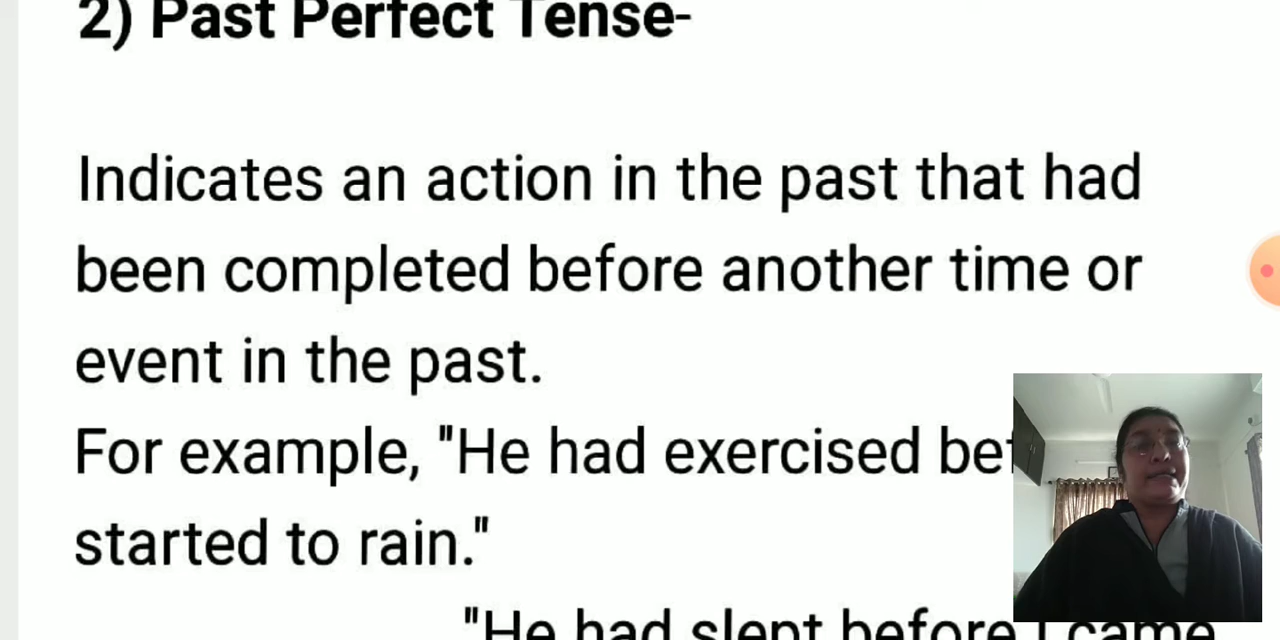 2) Past Perfect Tense-
Indicates an action in the past that had
been completed before another time or
event in the past.
For example, "He had exercised
started to rain."
"He had slept before I came